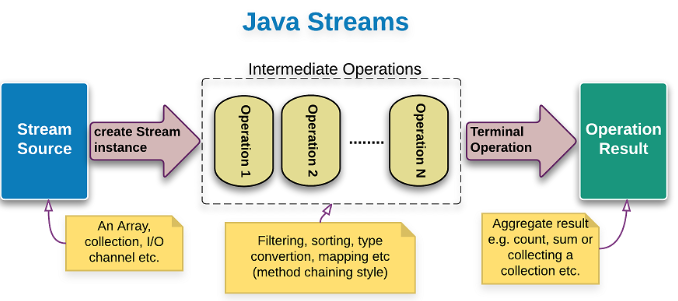 Java Streams
Intermediate Operations
Stream
Source
create Stream
instance
Operation 1
Operation 2
........
Operation N
Terminal
Operation
Operation
Result
An Array,
collection, I/O
channel etc.
Filtering, sorting, type
convertion, mapping etc
(method chaining style)
Aggregate result
e.g. count, sum or
collecting a
collection etc.